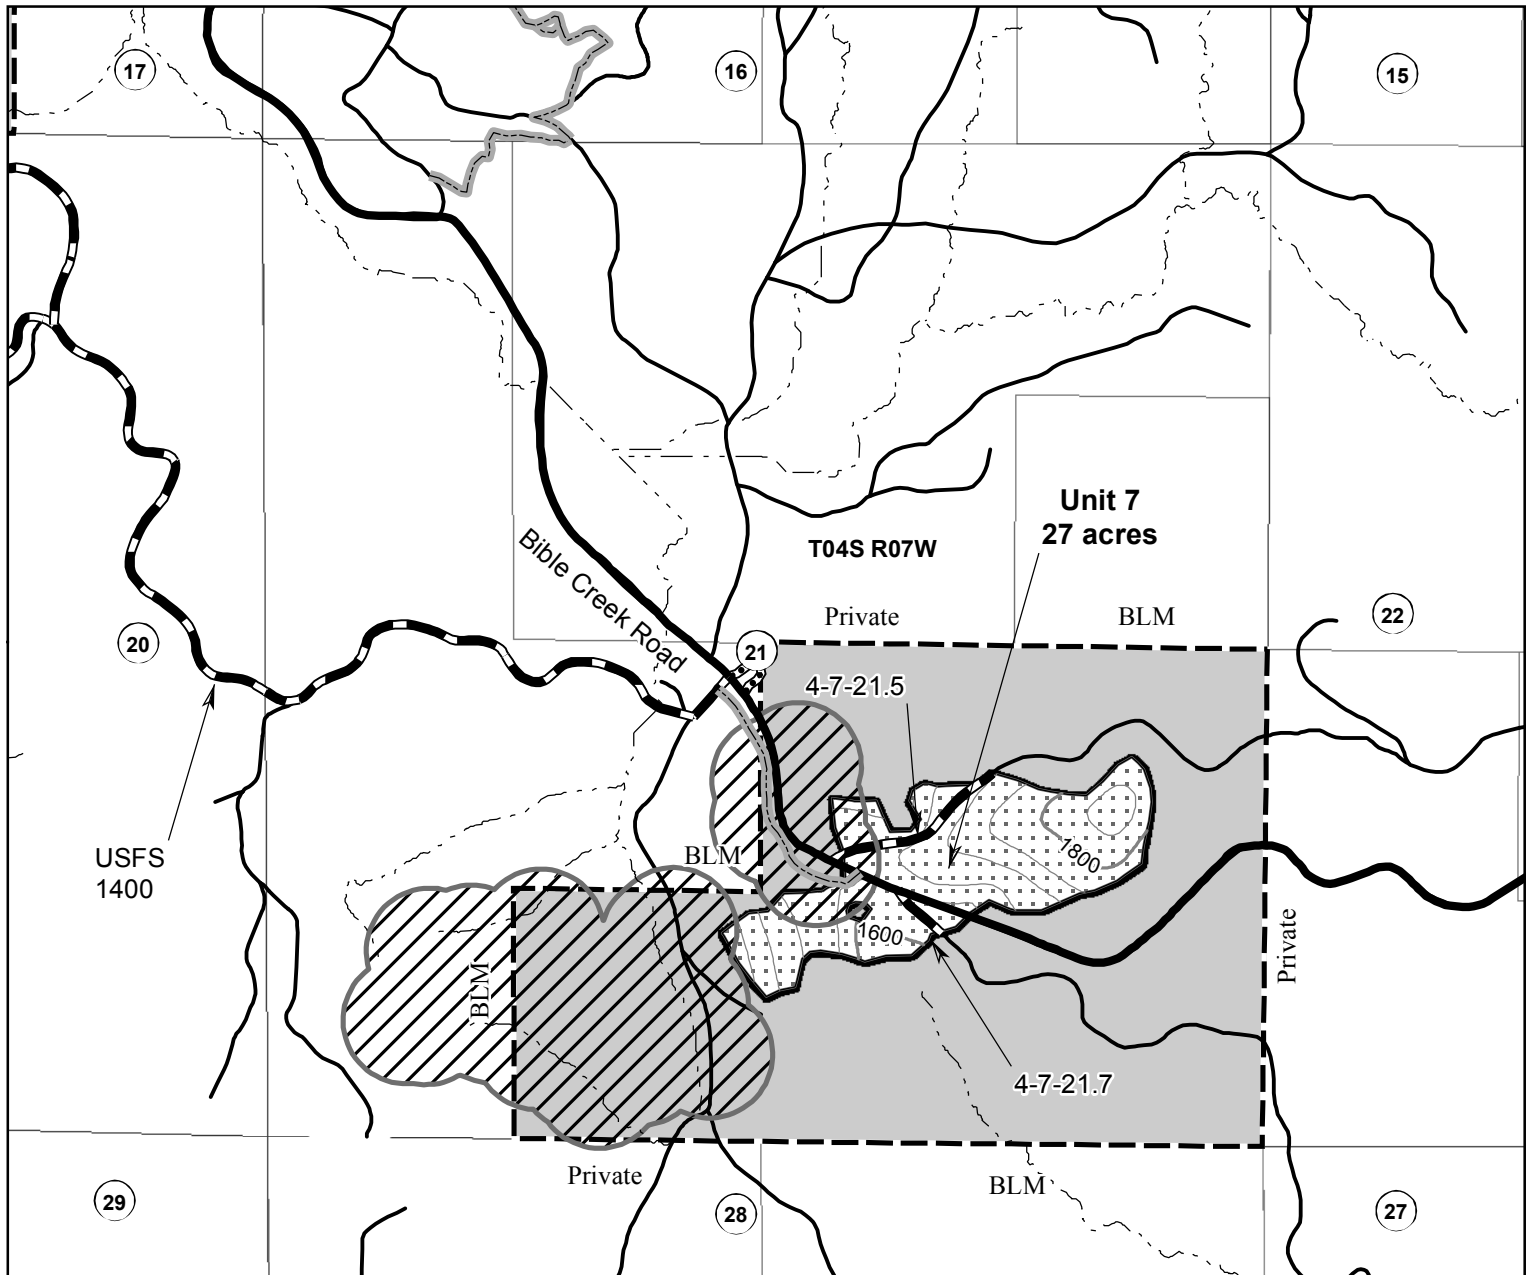 17
16
15
Unit 7
27 acres
T04S R07W
Bible Creek Road
Private
BLM
22
20
21
4-7-21.5
USFS
1400
BLM
1800
1600
BLM
Private
4-7-21.7
Private
BLM
29
28
27